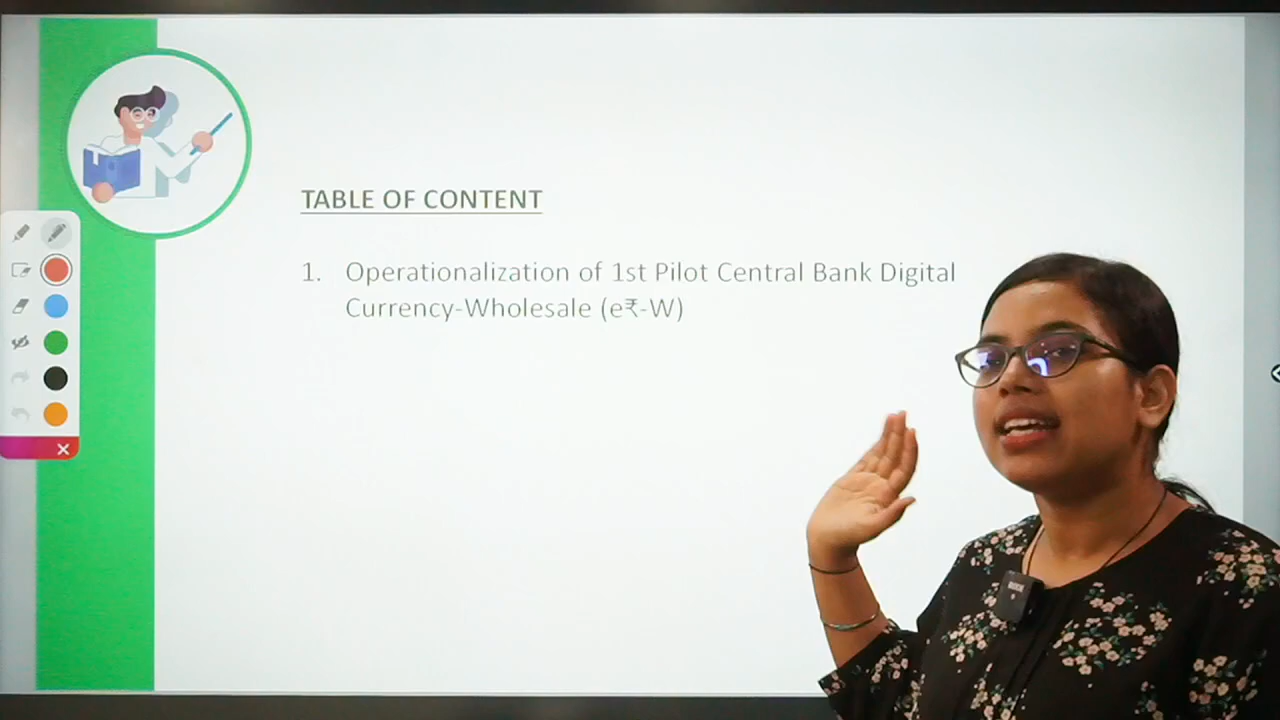 TABLE OF CONTENT
1. Operationalization of 1st Pilot Central Bank Digital
Currency-Wholesale (e₹-W)